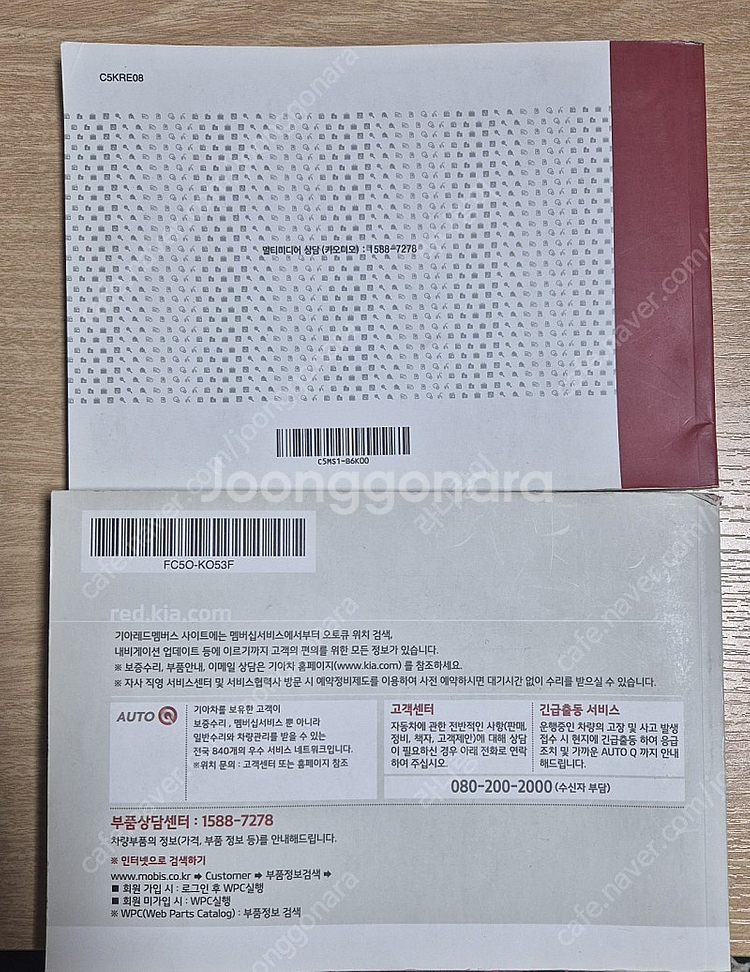 C5KRE08
멀티미디어 상담 (카오미모) : 1588-7278
C5MS1-B6K00
Joonggonara
FC5O-KO53F
red.kia.com
기아레드멤버스 사이트에는 멤버십서비스에서부터 오토큐 위치 검색,
내비게이션 업데이트 등에 이르기까지 고객의 편의를 위한 모든 정보가 있습니다.
※ 보증수리, 부품안내, 이메일 상담은 기아차 홈페이지(www.kia.com) 를 참조하세요.
※ 자사 직영 서비스센터 및 서비스협력사 방문 시 예약정비제도를 이용하여 사전 예약하시면 대기시간 없이 수리를 받으실 수 있습니다.
AUTO Q
기아차를 보유한 고객이
보증수리 , 멤버십서비스 뿐 아니라
일반수리와 차량관리를 받을 수 있는
전국 840개의 우수 서비스 네트워크입니다.
※위치 문의 : 고객센터 또는 홈페이지 참조
고객센터
자동차에 관한 전반적인 사항(판매,
정비, 책자, 고객제안)에 대해 상담
이 필요하신 경우 아래 전화로 연락
하여 주십시오.
긴급출동 서비스
운행중인 차량의 고장 및 사고 발생
접수 시 현지에 긴급출동 하여 응급
조치 및 가까운 AUTO Q 까지 안내
해드립니다.
080-200-2000 (수신자 부담)
부품상담센터 : 1588-7278
차량부품의 정보(가격, 부품 정보 등)를 안내해드립니다.
※ 인터넷으로 검색하기
www.mobis.co.kr ➡ Customer ➡ 부품정보검색 ➡
■ 회원 가입 시 : 로그인 후 WPC실행
■ 회원 미가입 시 : WPC실행
※ WPC(Web Parts Catalog) : 부품정보 검색
cafe.naver.com/joonggonara